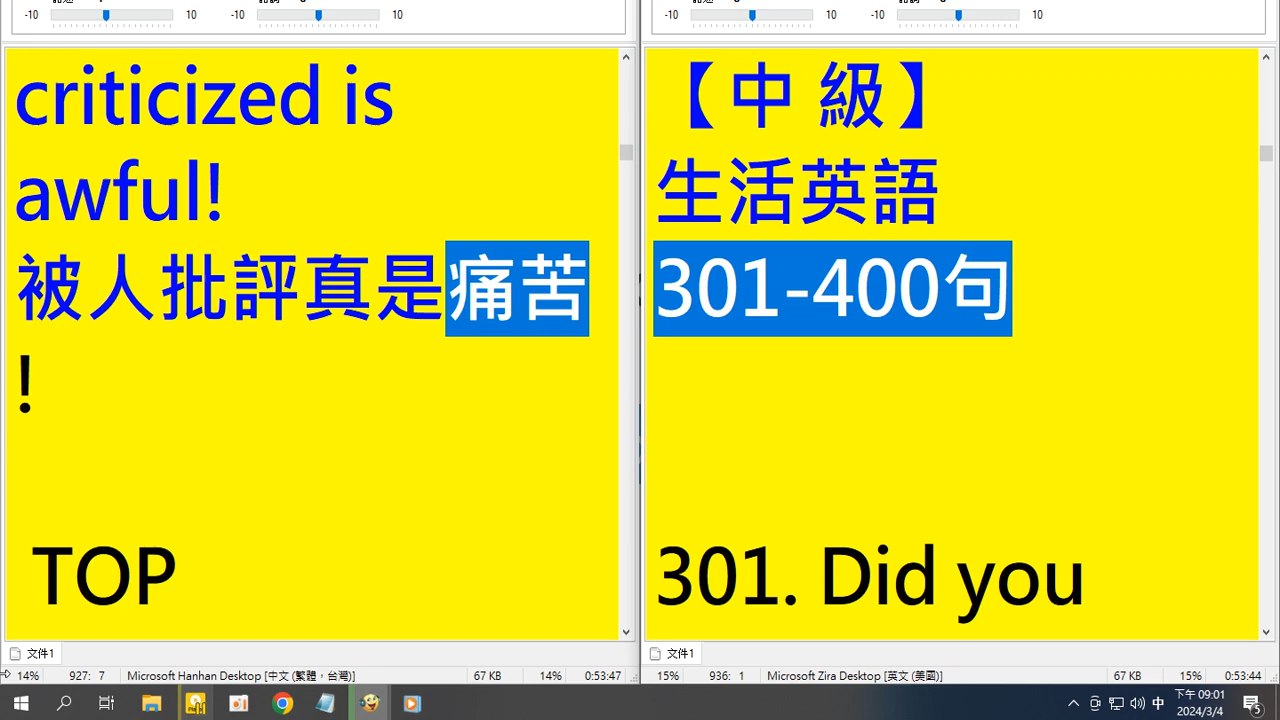 -10 10 -10 10
criticized is
awful!
被人批評真是痛苦
!
TOP
文件1
14% 927: 7 Microsoft Hanhan Desktop [中文 (繁體，台灣)] 67 KB 14% 0:53:47
-10 10 -10 10
【中級】
生活英語
301-400句
301. Did you
文件1
15% 936: 1 Microsoft Zira Desktop [英文 (美國)] 67 KB 15% 0:53:44
中
下午 09:01
2024/3/4
5